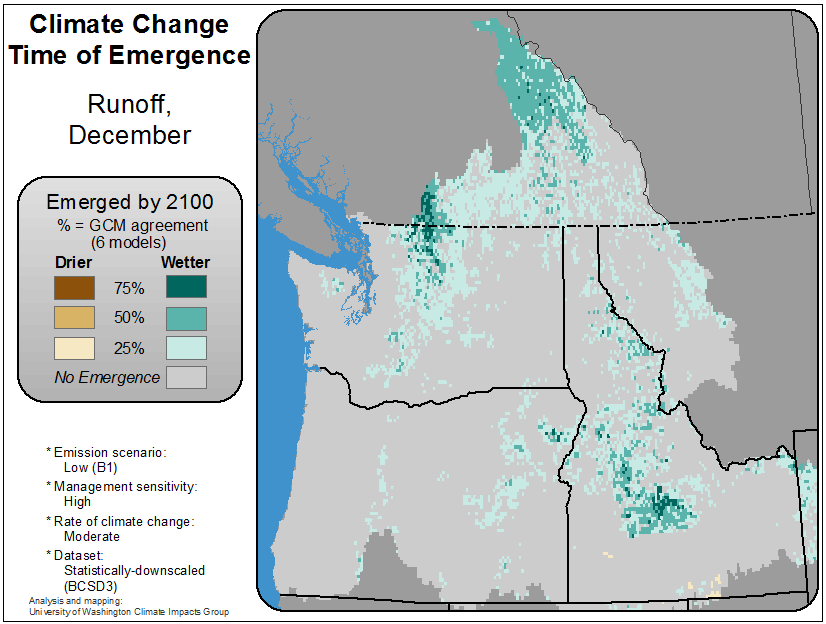 Climate Change
Time of Emergence
Runoff,
December
Emerged by 2100
% = GCM agreement
(6 models)
Drier Wetter
75%
50%
25%
No Emergence
* Emission scenario:
Low (B1)
* Management sensitivity:
High
* Rate of climate change:
Moderate
* Dataset:
Statistically-downscaled
(BCSD3)
Analysis and mapping:
University of Washington Climate Impacts Group